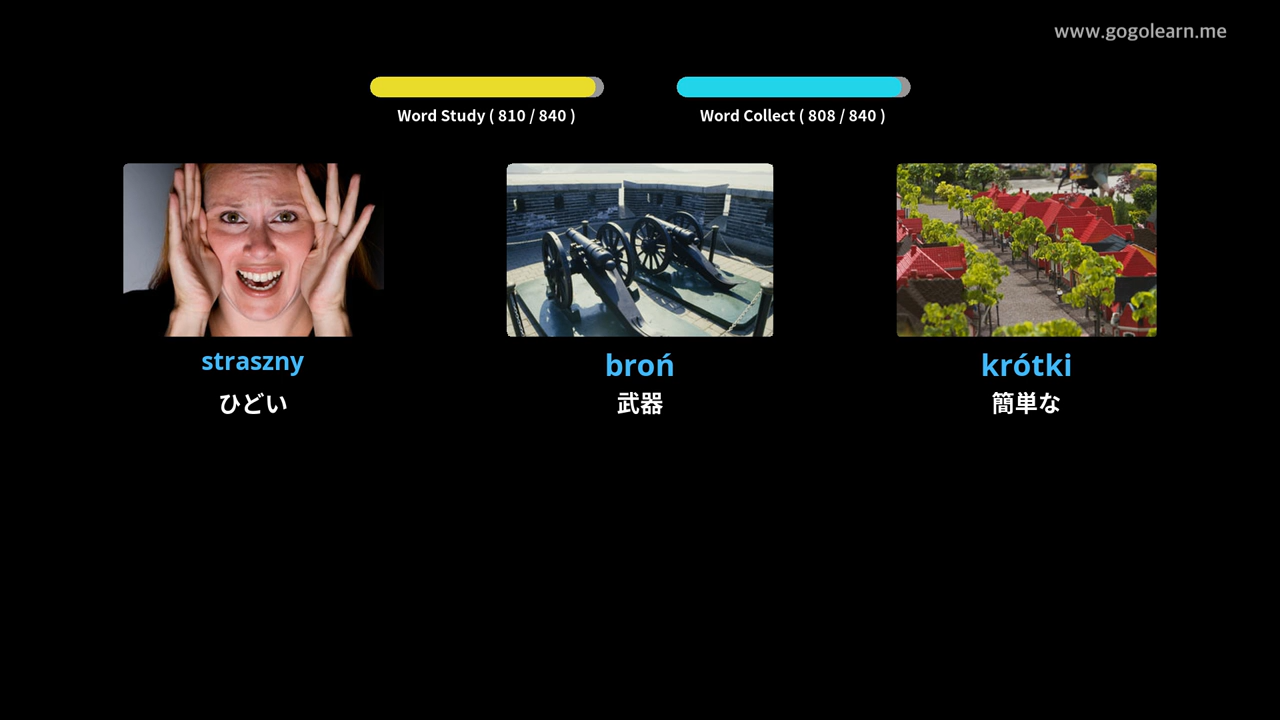 www.gogolearn.me
Word Study ( 810 / 840 )
Word Collect ( 808 / 840 )
straszny
ひどい
broń
武器
krótki
簡単な